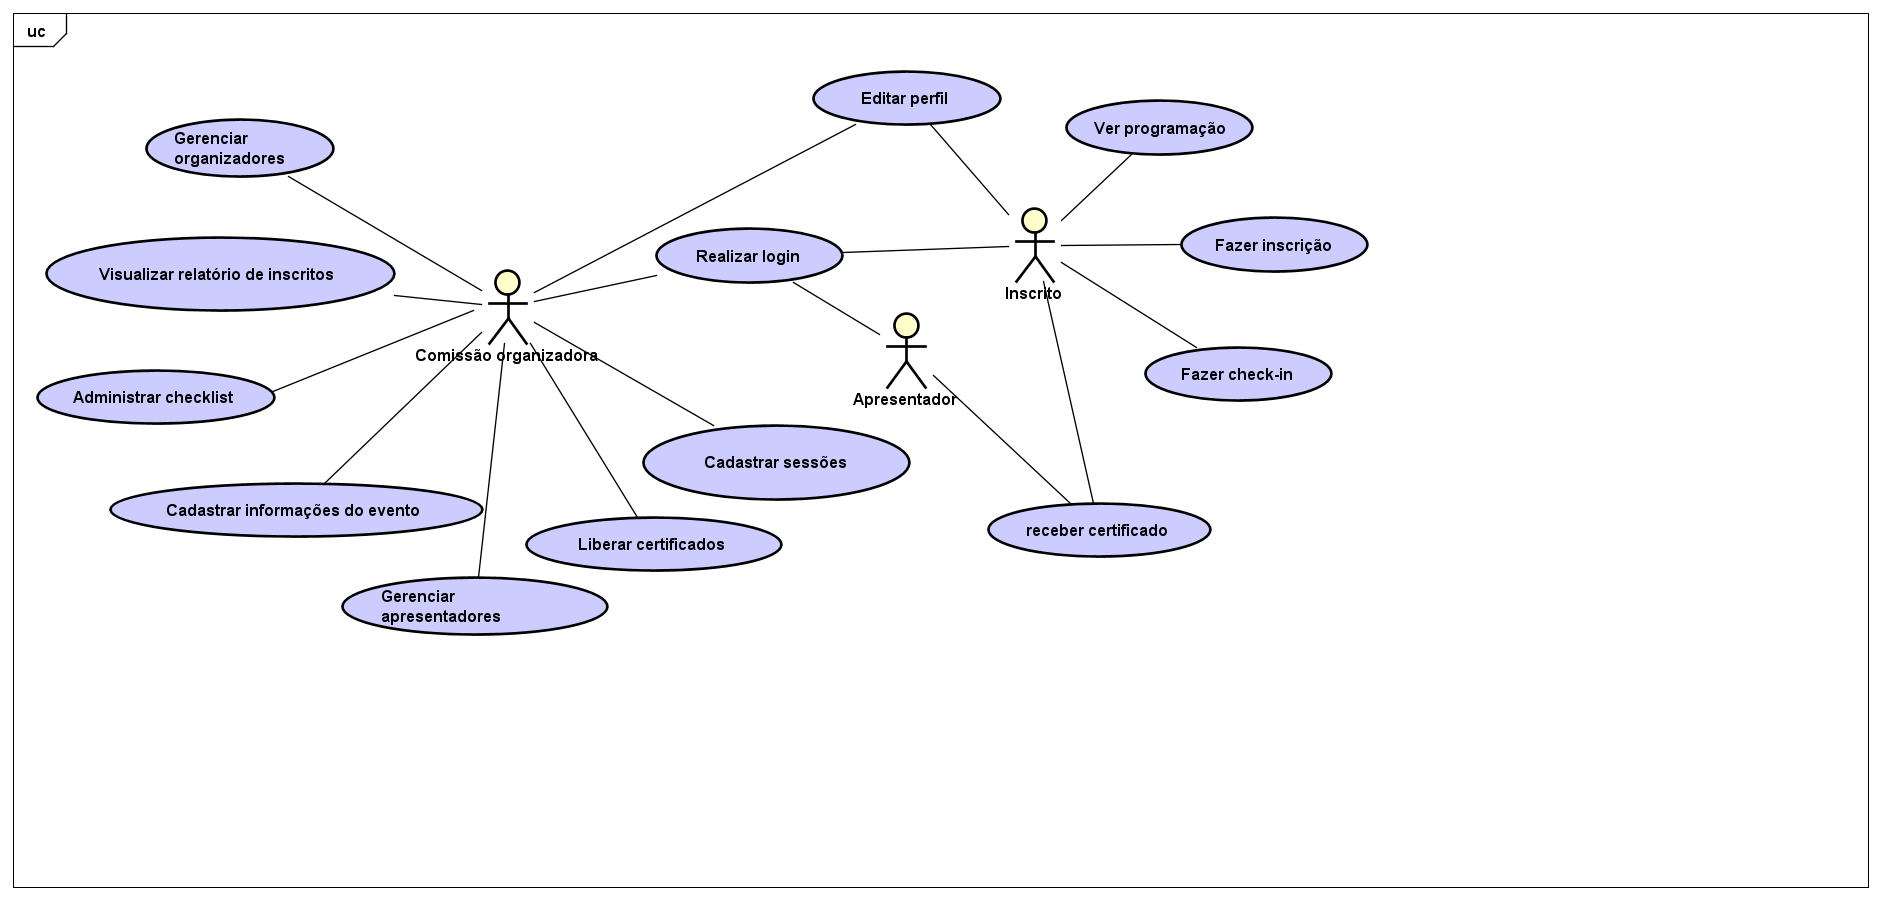 uc
Editar perfil
Ver programação
Gerenciar
organizadores
Fazer inscrição
Realizar login
Visualizar relatório de inscritos
Inscrito
Comissão organizadora
Fazer check-in
Administrar checklist
Apresentador
Cadastrar sessões
Cadastrar informações do evento
receber certificado
Liberar certificados
Gerenciar
apresentadores